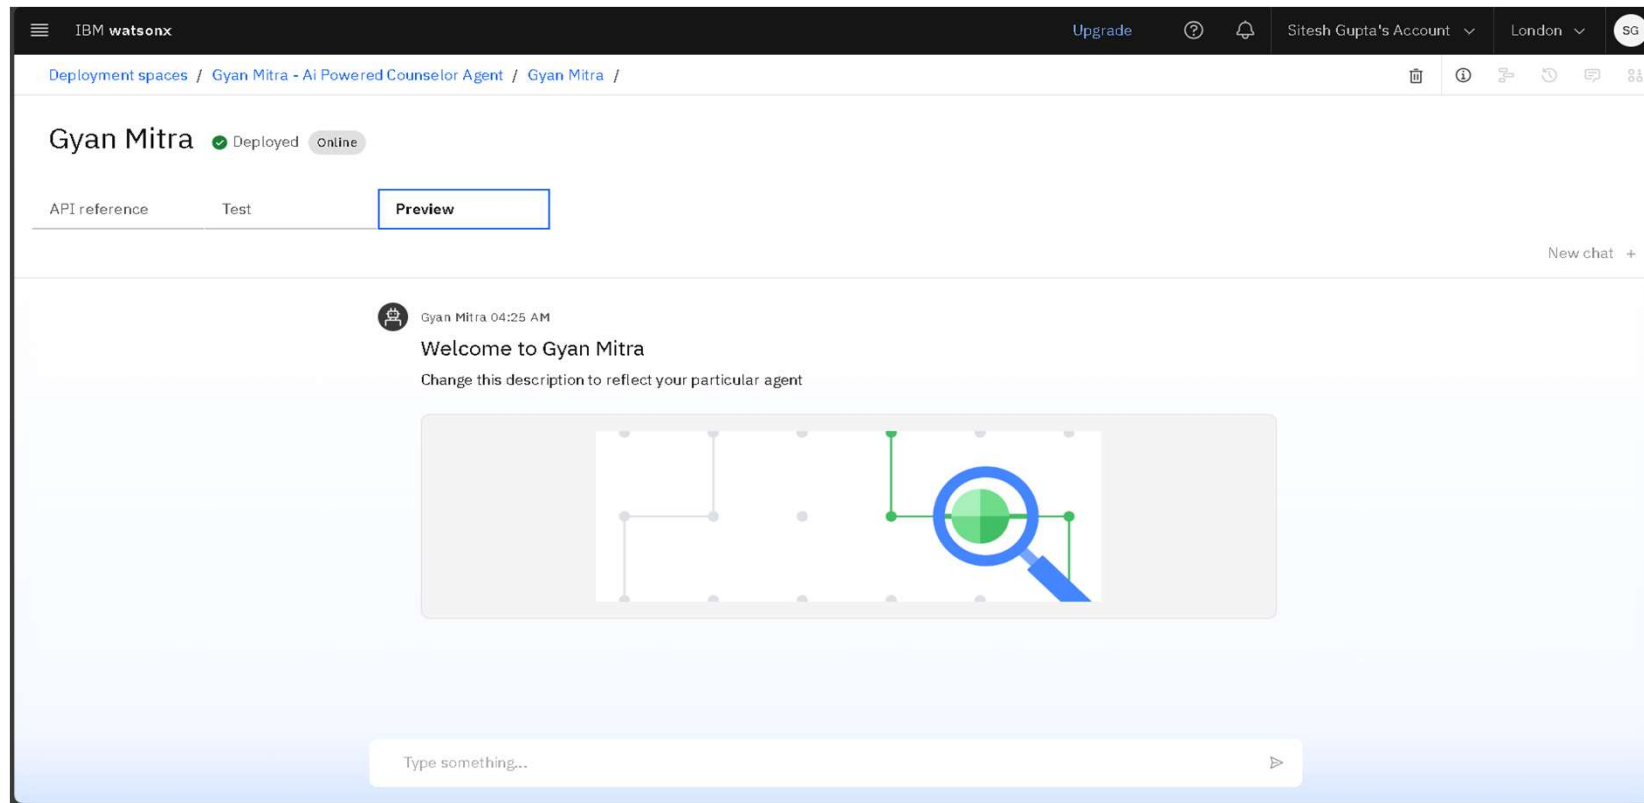 IBM watsonx
Upgrade
Sitesh Gupta's Account
London
SG
Deployment spaces / Gyan Mitra - Ai Powered Counselor Agent / Gyan Mitra /
Gyan Mitra
Deployed
Online
API reference
Test
Preview
New chat +
Gyan Mitra 04:25 AM
Welcome to Gyan Mitra
Change this description to reflect your particular agent
Type something...